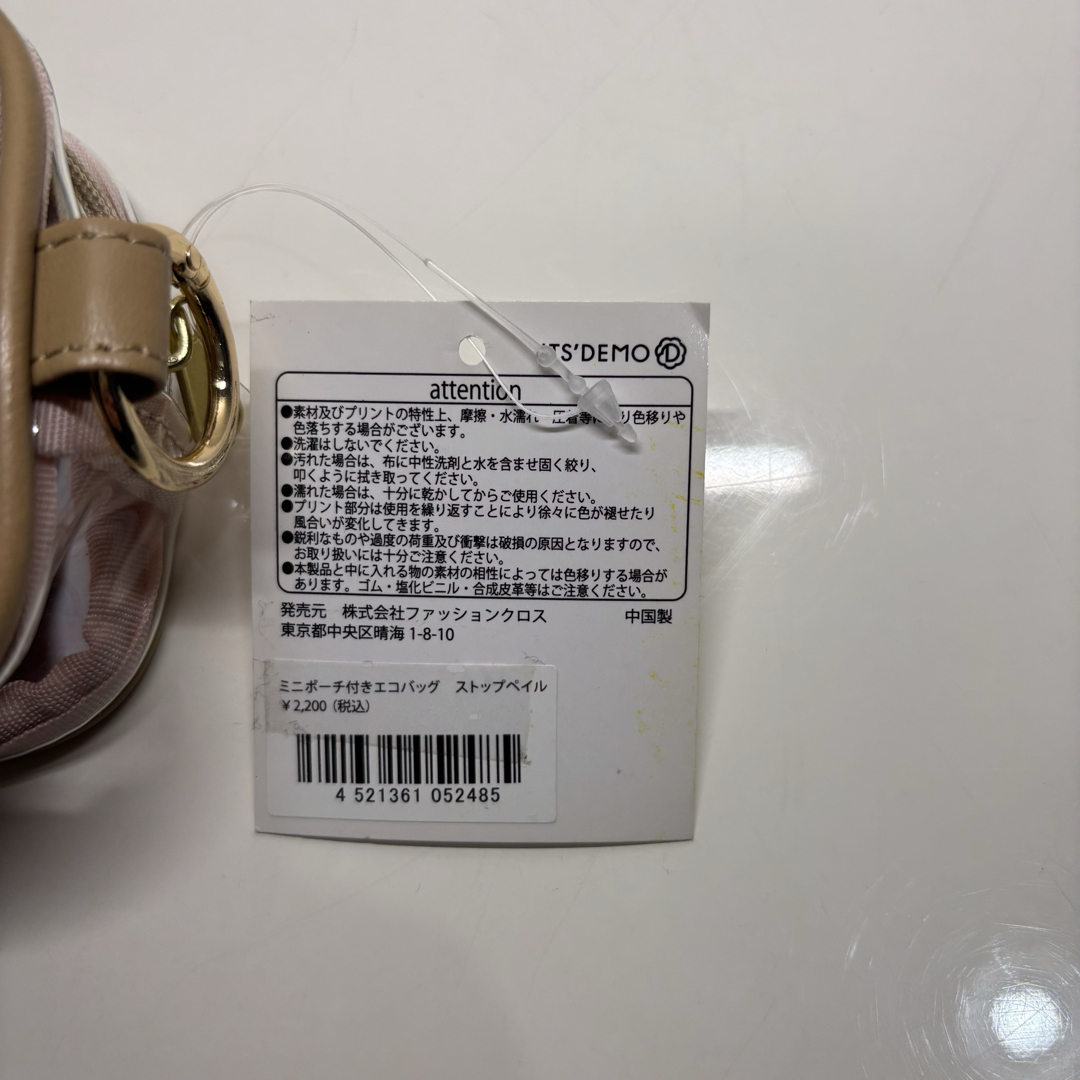 ITS'DEMO
attention
●素材及びプリントの特性上、摩擦・水濡れ・圧着等に り色移りや
色落ちする場合がございます。
●洗濯はしないでください。
●汚れた場合は、布に中性洗剤と水を含ませ固く絞り、
叩くように拭き取ってください。
●濡れた場合は、十分に乾かしてからご使用ください。
●プリント部分は使用を繰り返すことにより徐々に色が褪せたり
風合いが変化してきます。
●鋭利なものや過度の荷重及び衝撃は破損の原因となりますので、
お取り扱いには十分ご注意ください。
●本製品と中に入れる物の素材の相性によっては色移りする場合が
あります。ゴム・塩化ビニル・合成皮革等はご注意ください。
発売元 株式会社ファッションクロス 中国製
東京都中央区晴海 1-8-10
ミニポーチ付きエコバッグ ストップペイル
￥2,200（税込）
4 521361 052485